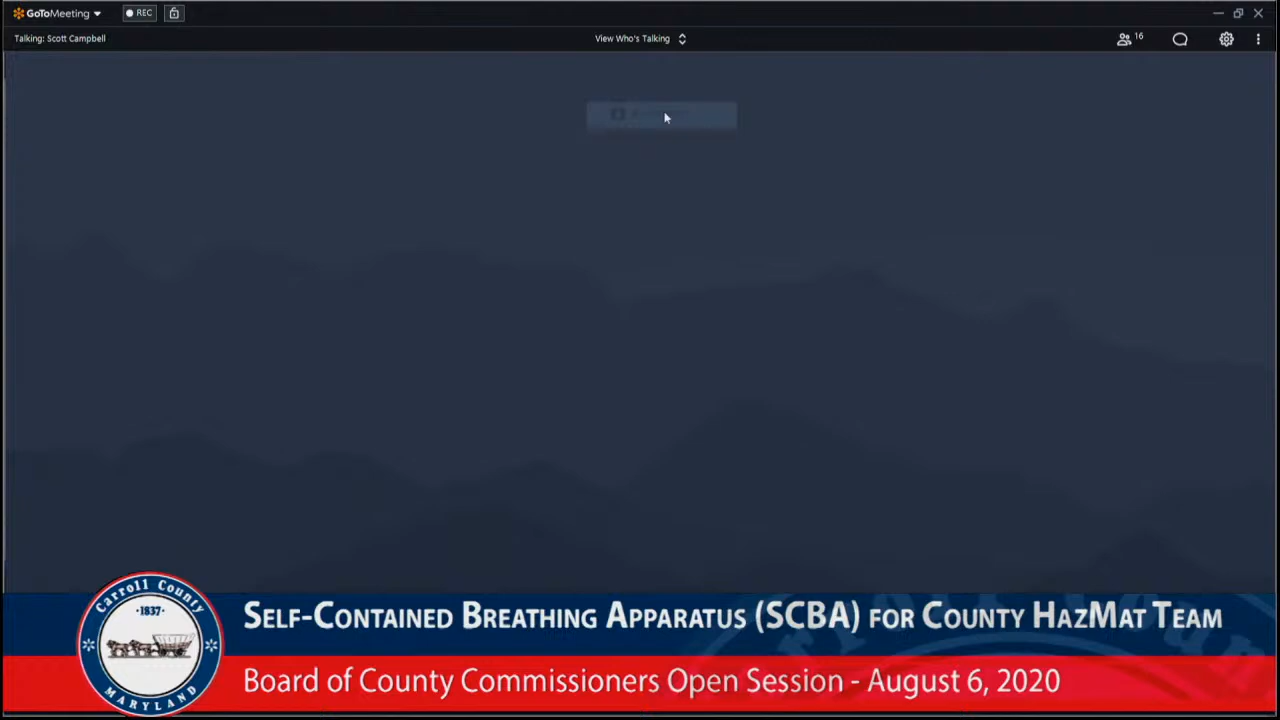 GoToMeeting
REC
Talking: Scott Campbell
View Who's Talking
16
Carroll County
·1837·
MARYLAND
Self-Contained Breathing Apparatus (SCBA) for County HazMat Team
Board of County Commissioners Open Session - August 6, 2020